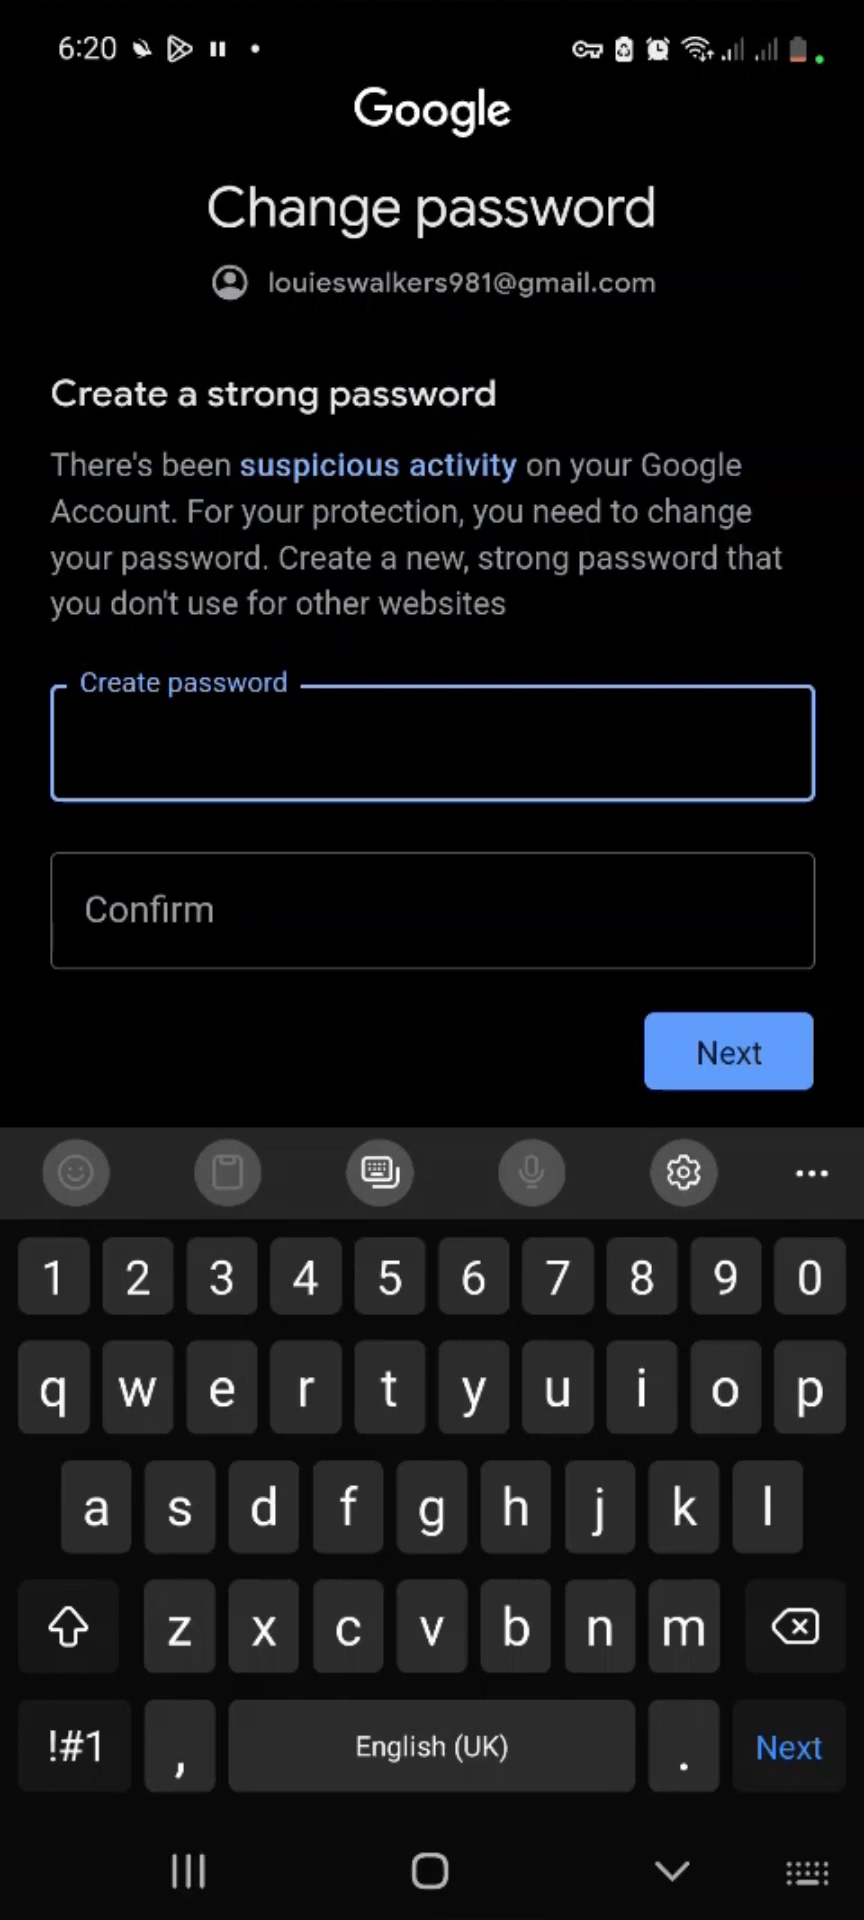 6:20
Google
Change password
louieswalkers981@gmail.com
Create a strong password
There's been suspicious activity on your Google
Account. For your protection, you need to change
your password. Create a new, strong password that
you don't use for other websites
Create password
Confirm
Next
1 2 3 4 5 6 7 8 9 0
q w e r t y u i o p
a s d f g h j k l
z x c v b n m
!#1 , English (UK) . Next